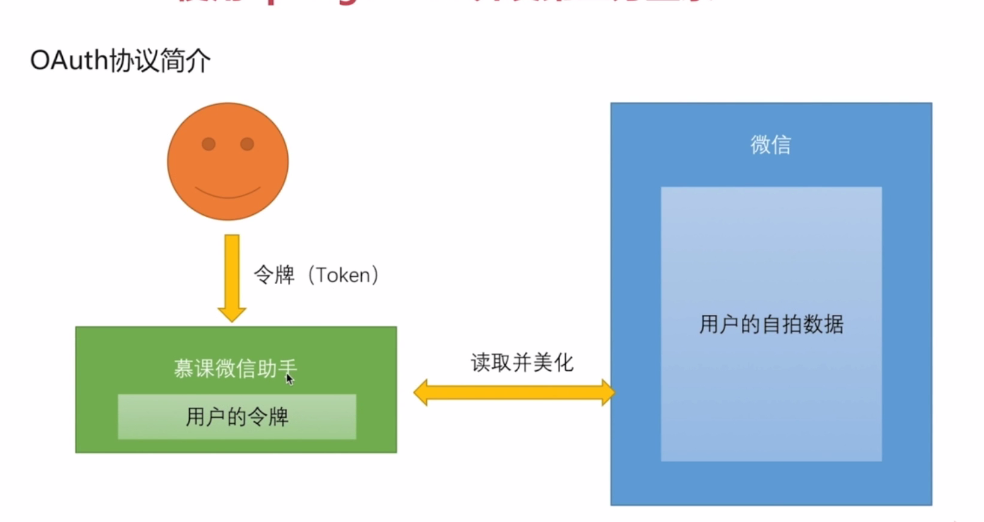 OAuth协议简介
微信
令牌（Token）
用户的自拍数据
读取并美化
慕课微信助手
用户的令牌